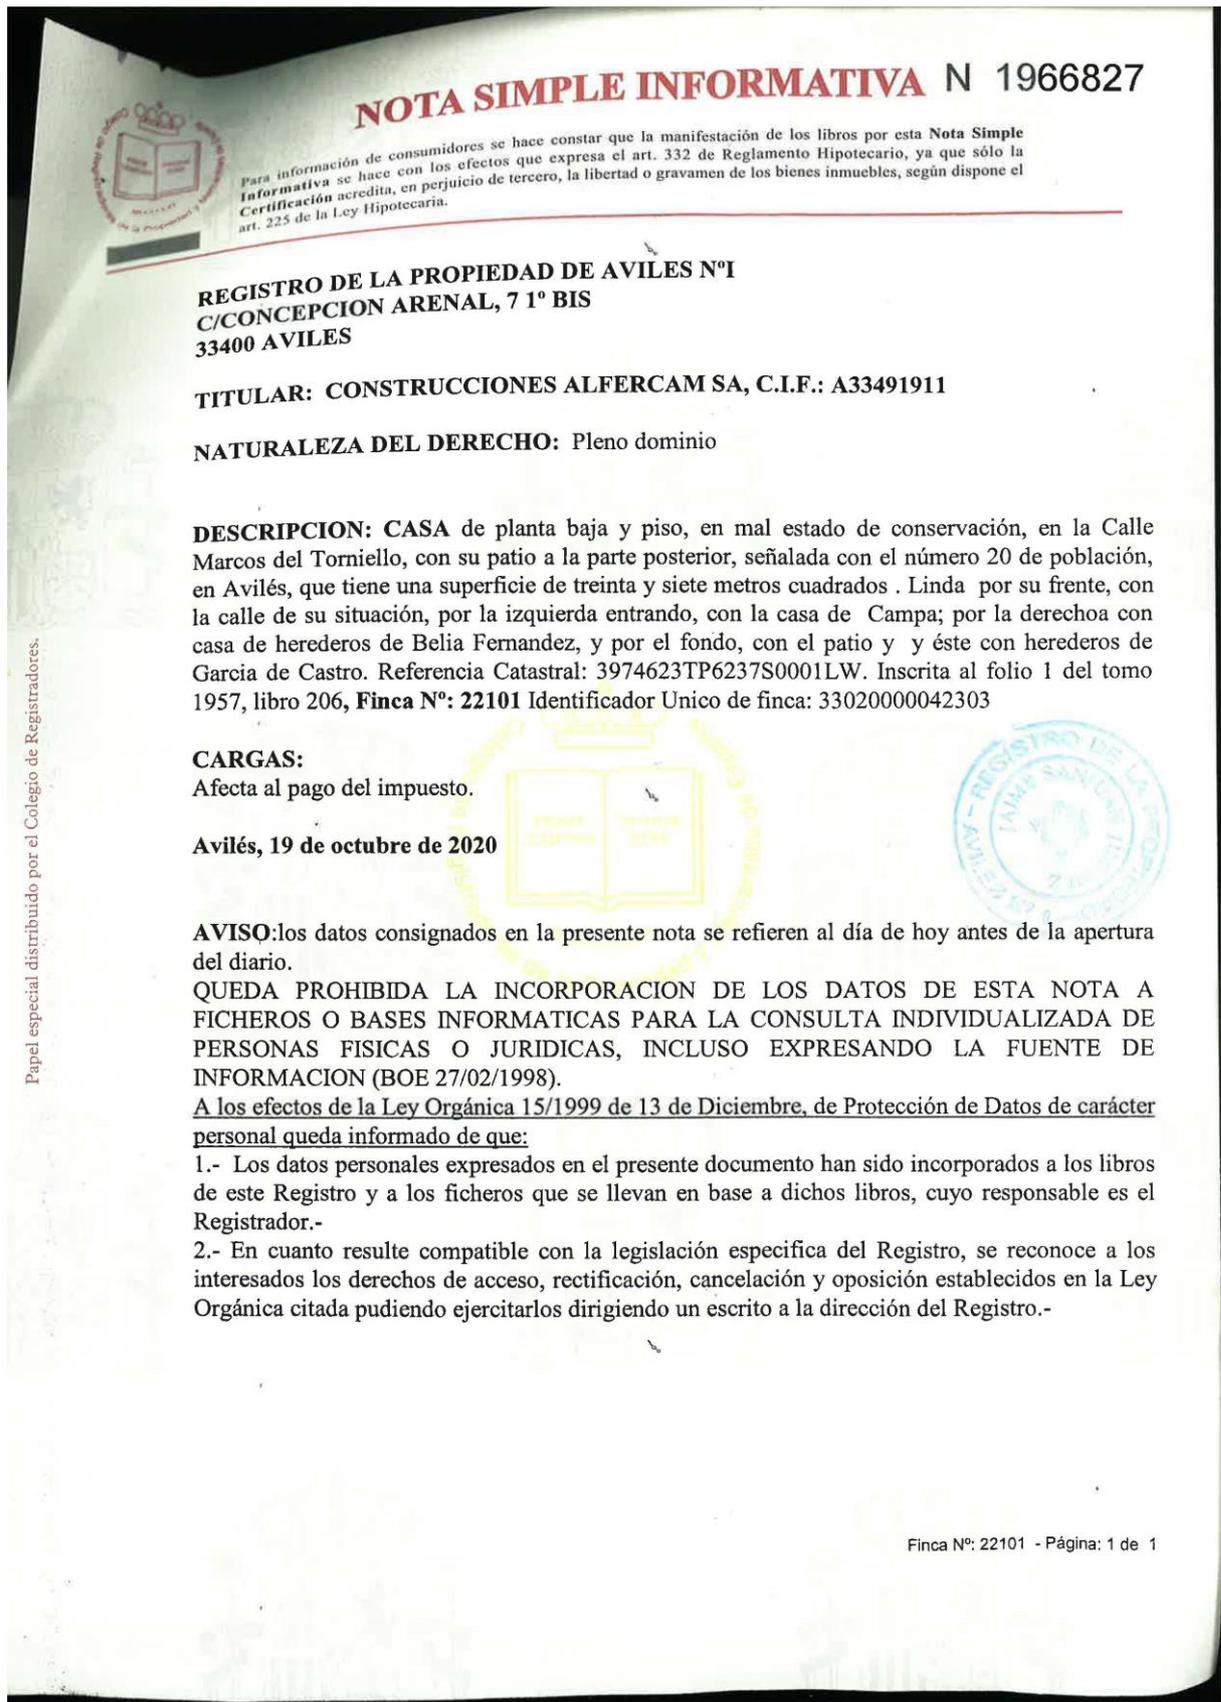 NOTA SIMPLE INFORMATIVA N 1966827
Para información de consumidores se hace constar que la manifestación de los libros por esta Nota Simple
Informativa se hace con los efectos que expresa el art. 332 de Reglamento Hipotecario, ya que sólo la
Certificación acredita, en perjuicio de tercero, la libertad o gravamen de los bienes inmuebles, según dispone el
art. 225 de la Ley Hipotecaria.
REGISTRO DE LA PROPIEDAD DE AVILES NºI
C/CONCEPCION ARENAL, 7 1º BIS
33400 AVILES
TITULAR: CONSTRUCCIONES ALFERCAM SA, C.I.F.: A33491911
NATURALEZA DEL DERECHO: Pleno dominio
DESCRIPCION: CASA de planta baja y piso, en mal estado de conservación, en la Calle
Marcos del Torniello, con su patio a la parte posterior, señalada con el número 20 de población,
en Avilés, que tiene una superficie de treinta y siete metros cuadrados . Linda por su frente, con
la calle de su situación, por la izquierda entrando, con la casa de Campa; por la derechoa con
casa de herederos de Belia Fernandez, y por el fondo, con el patio y y éste con herederos de
Garcia de Castro. Referencia Catastral: 3974623TP6237S0001LW. Inscrita al folio 1 del tomo
1957, libro 206, Finca Nº: 22101 Identificador Unico de finca: 33020000042303
CARGAS:
Afecta al pago del impuesto.
Avilés, 19 de octubre de 2020
AVISO:los datos consignados en la presente nota se refieren al día de hoy antes de la apertura
del diario.
QUEDA PROHIBIDA LA INCORPORACION DE LOS DATOS DE ESTA NOTA A
FICHEROS O BASES INFORMATICAS PARA LA CONSULTA INDIVIDUALIZADA DE
PERSONAS FISICAS O JURIDICAS, INCLUSO EXPRESANDO LA FUENTE DE
INFORMACION (BOE 27/02/1998).
A los efectos de la Ley Orgánica 15/1999 de 13 de Diciembre, de Protección de Datos de carácter
personal queda informado de que:
1.- Los datos personales expresados en el presente documento han sido incorporados a los libros
de este Registro y a los ficheros que se llevan en base a dichos libros, cuyo responsable es el
Registrador.-
2.- En cuanto resulte compatible con la legislación especifica del Registro, se reconoce a los
interesados los derechos de acceso, rectificación, cancelación y oposición establecidos en la Ley
Orgánica citada pudiendo ejercitarlos dirigiendo un escrito a la dirección del Registro.-
Finca Nº: 22101 - Página: 1 de 1
Papel especial distribuido por el Colegio de Registradores.
REGISTRO DE LA
JAIME